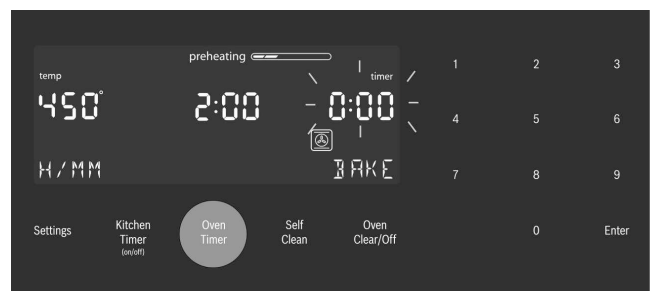 preheating
temp
timer
450°
2:00
0:00
H/MM
BAKE
1 2 3
4 5 6
7 8 9
0 Enter
Settings
Kitchen
Timer
(on/off)
Oven
Timer
Self
Clean
Oven
Clear/Off